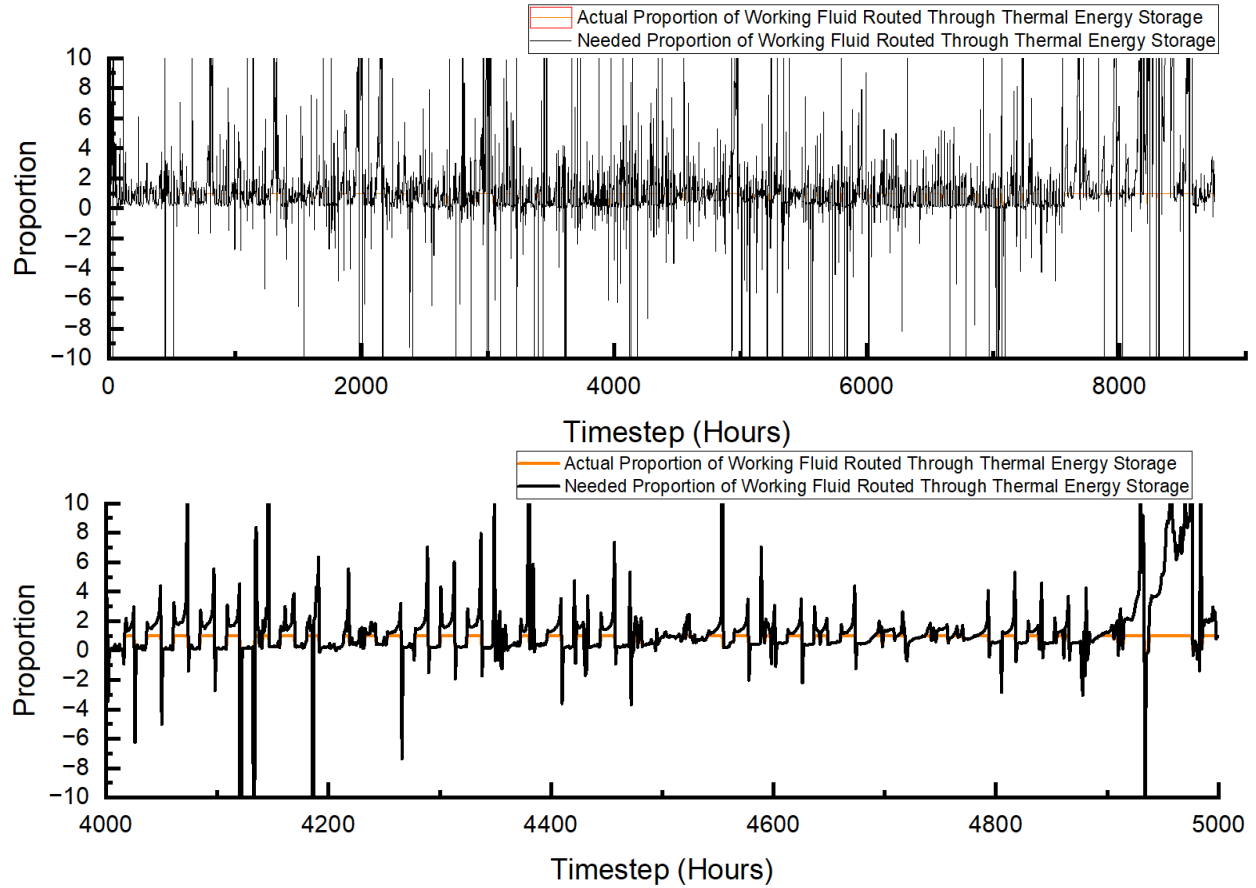 Actual Proportion of Working Fluid Routed Through Thermal Energy Storage
Needed Proportion of Working Fluid Routed Through Thermal Energy Storage
10
8
6
4
2
0
−2
−4
−6
−8
−10
Proportion
0 2000 4000 6000 8000
Timestep (Hours)
Actual Proportion of Working Fluid Routed Through Thermal Energy Storage
Needed Proportion of Working Fluid Routed Through Thermal Energy Storage
10
8
6
4
2
0
−2
−4
−6
−8
−10
Proportion
4000 4200 4400 4600 4800 5000
Timestep (Hours)